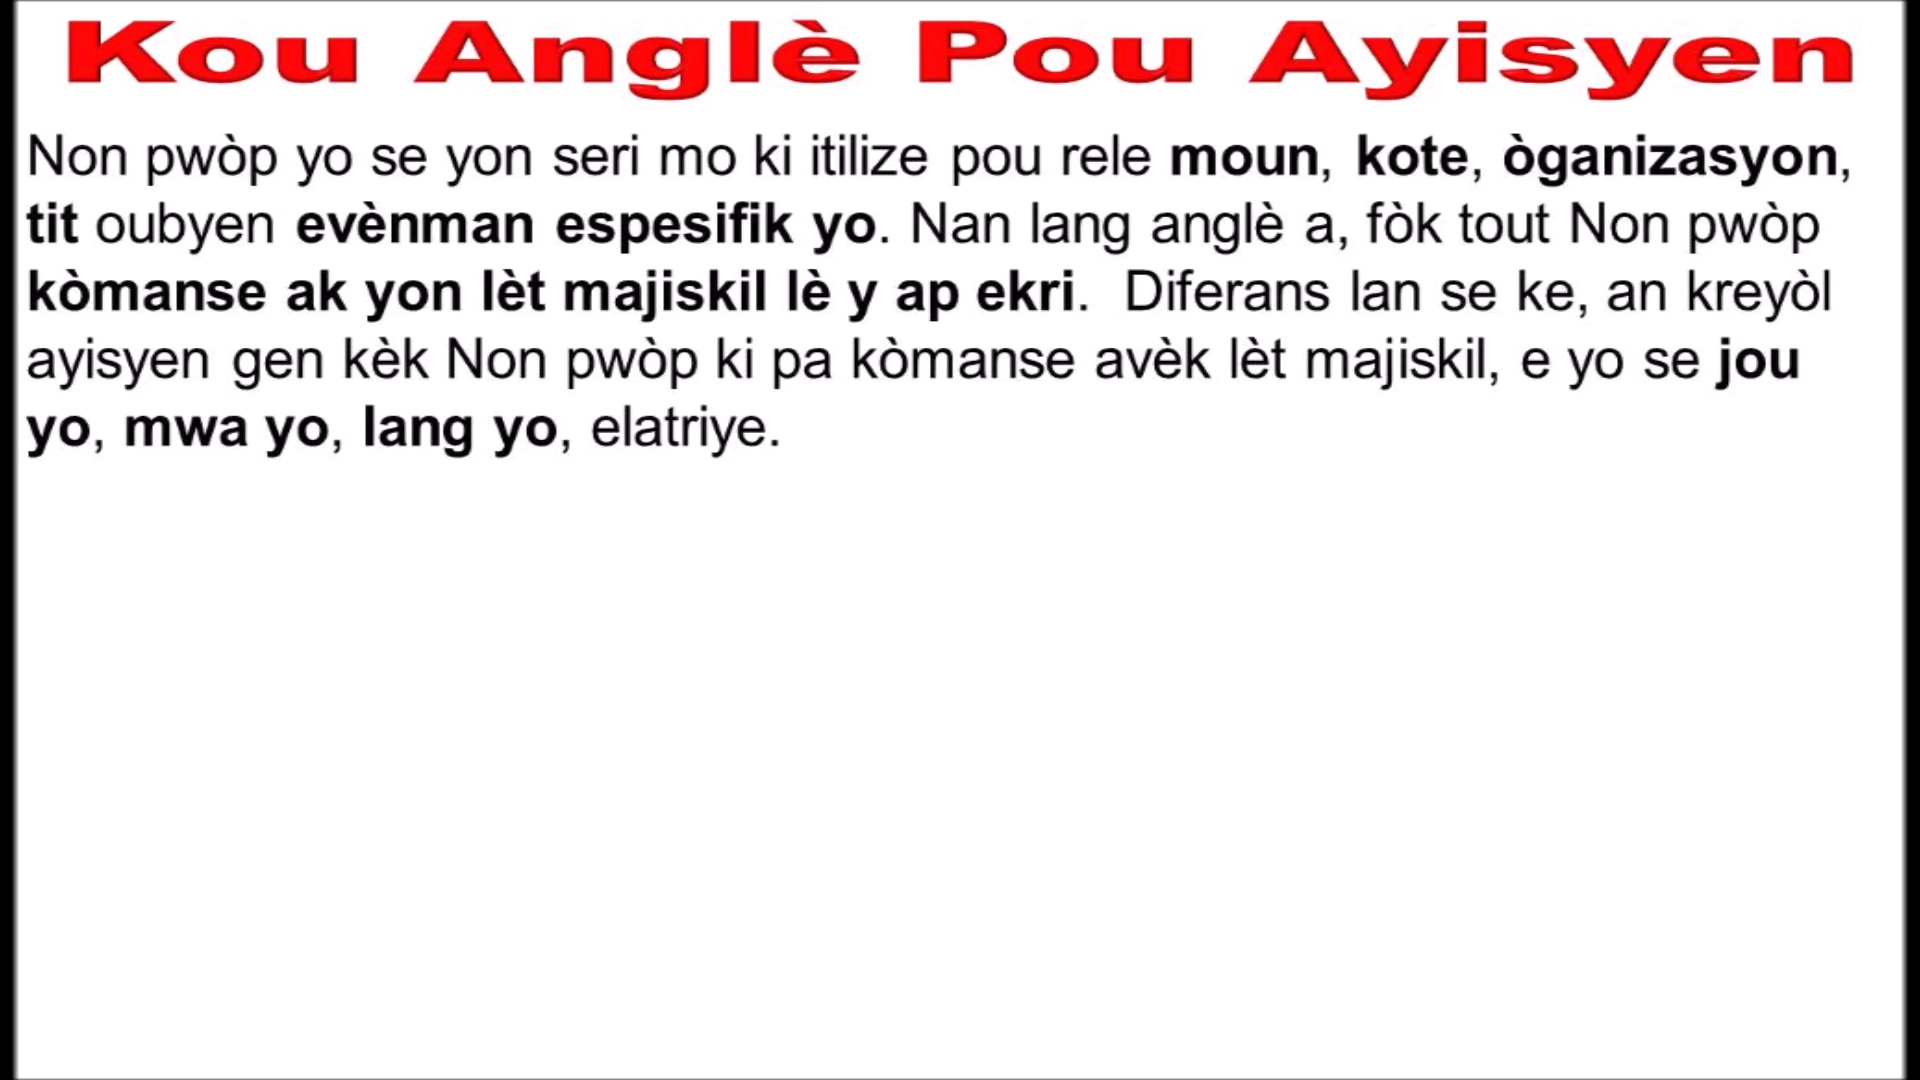 Kou Anglè Pou Ayisyen
Non pwòp yo se yon seri mo ki itilize pou rele moun, kote, òganizasyon,
tit oubyen evènman espesifik yo. Nan lang anglè a, fòk tout Non pwòp
kòmanse ak yon lèt majiskil lè y ap ekri. Diferans lan se ke, an kreyòl
ayisyen gen kèk Non pwòp ki pa kòmanse avèk lèt majiskil, e yo se jou
yo, mwa yo, lang yo, elatriye.